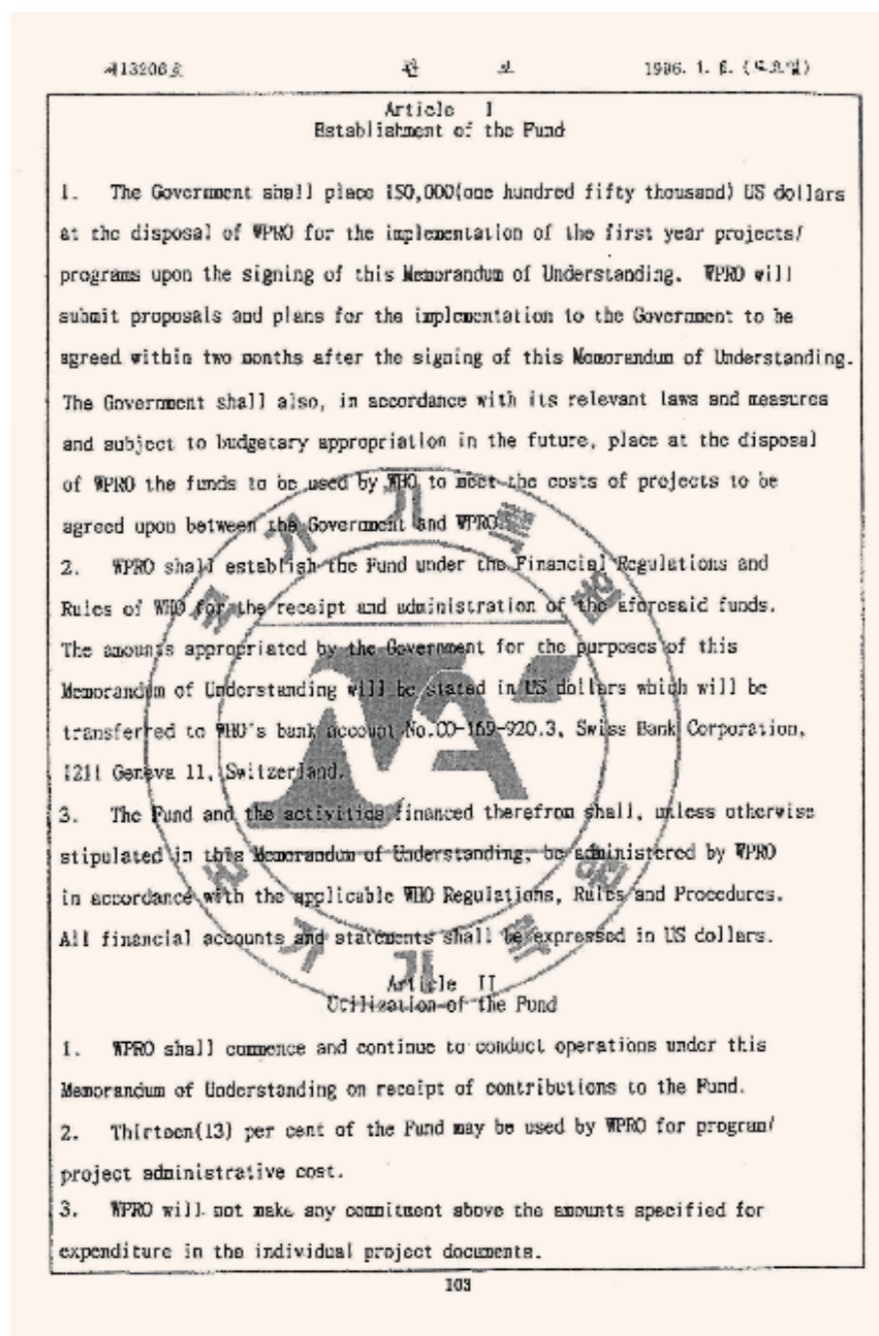 제13206호 관 보 1996. 1. 6. (토요일)
Article I
Establishment of the Fund
1. The Government shall place 150,000(one hundred fifty thousand) US dollars
at the disposal of WPRO for the implementation of the first year projects/
programs upon the signing of this Memorandum of Understanding. WPRO will
submit proposals and plans for the implementation to the Government to be
agreed within two months after the signing of this Memorandum of Understanding.
The Government shall also, in accordance with its relevant laws and measures
and subject to budgetary appropriation in the future, place at the disposal
of WPRO the funds to be used by WHO to meet the costs of projects to be
agreed upon between the Government and WPRO.
2. WPRO shall establish the Fund under the Financial Regulations and
Rules of WHO for the receipt and administration of the aforesaid funds.
The amounts appropriated by the Government for the purposes of this
Memorandum of Understanding will be stated in US dollars which will be
transferred to WHO's bank account No.CO-169-920.3, Swiss Bank Corporation,
1211 Geneva 11, Switzerland.
3. The Fund and the activities financed therefrom shall, unless otherwise
stipulated in this Memorandum of Understanding, be administered by WPRO
in accordance with the applicable WHO Regulations, Rules and Procedures.
All financial accounts and statements shall be expressed in US dollars.
Article II
Utilization of the Fund
1. WPRO shall commence and continue to conduct operations under this
Memorandum of Understanding on receipt of contributions to the Fund.
2. Thirteen(13) per cent of the Fund may be used by WPRO for program/
project administrative cost.
3. WPRO will not make any commitment above the amounts specified for
expenditure in the individual project documents.
103